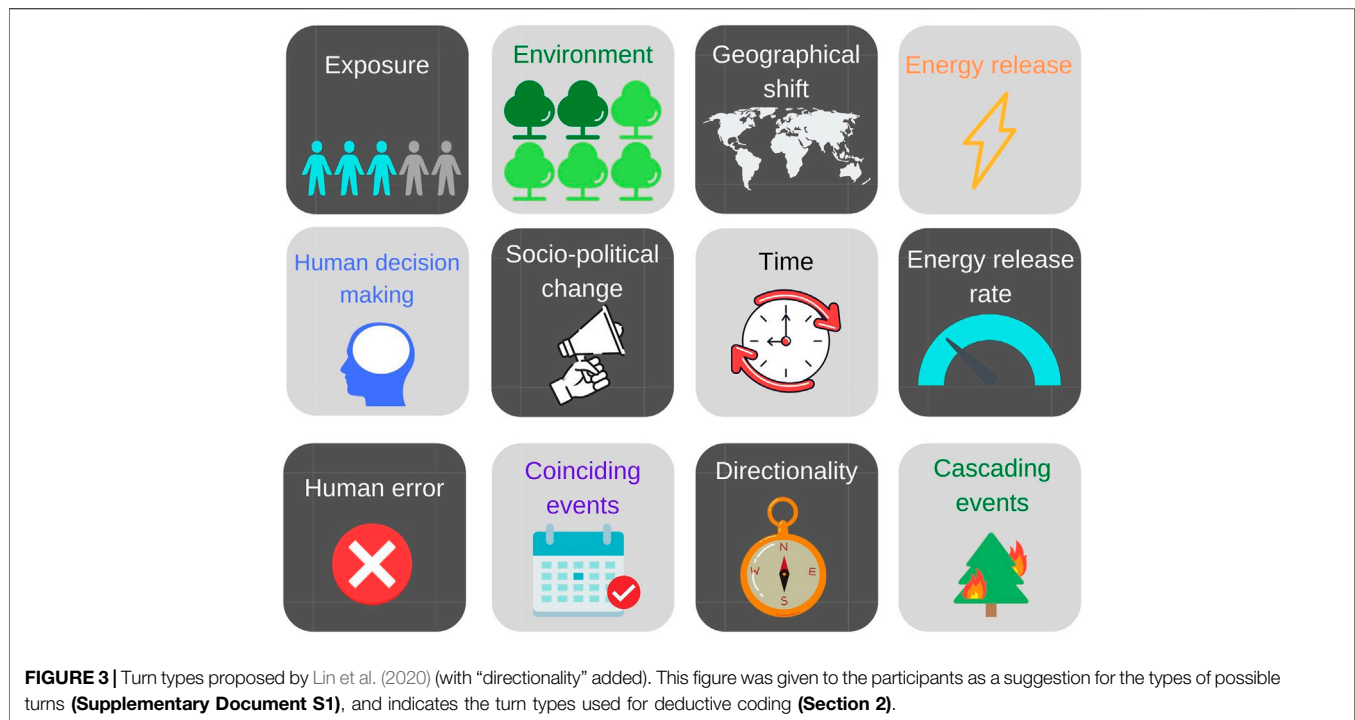 Exposure
Environment
Geographical
shift
Energy release
Human decision
making
Socio-political
change
Time
Energy release
rate
Human error
Coinciding
events
Directionality
N
W
E
S
Cascading
events
FIGURE 3 | Turn types proposed by Lin et al. (2020) (with “directionality” added). This figure was given to the participants as a suggestion for the types of possible
turns (Supplementary Document S1), and indicates the turn types used for deductive coding (Section 2).